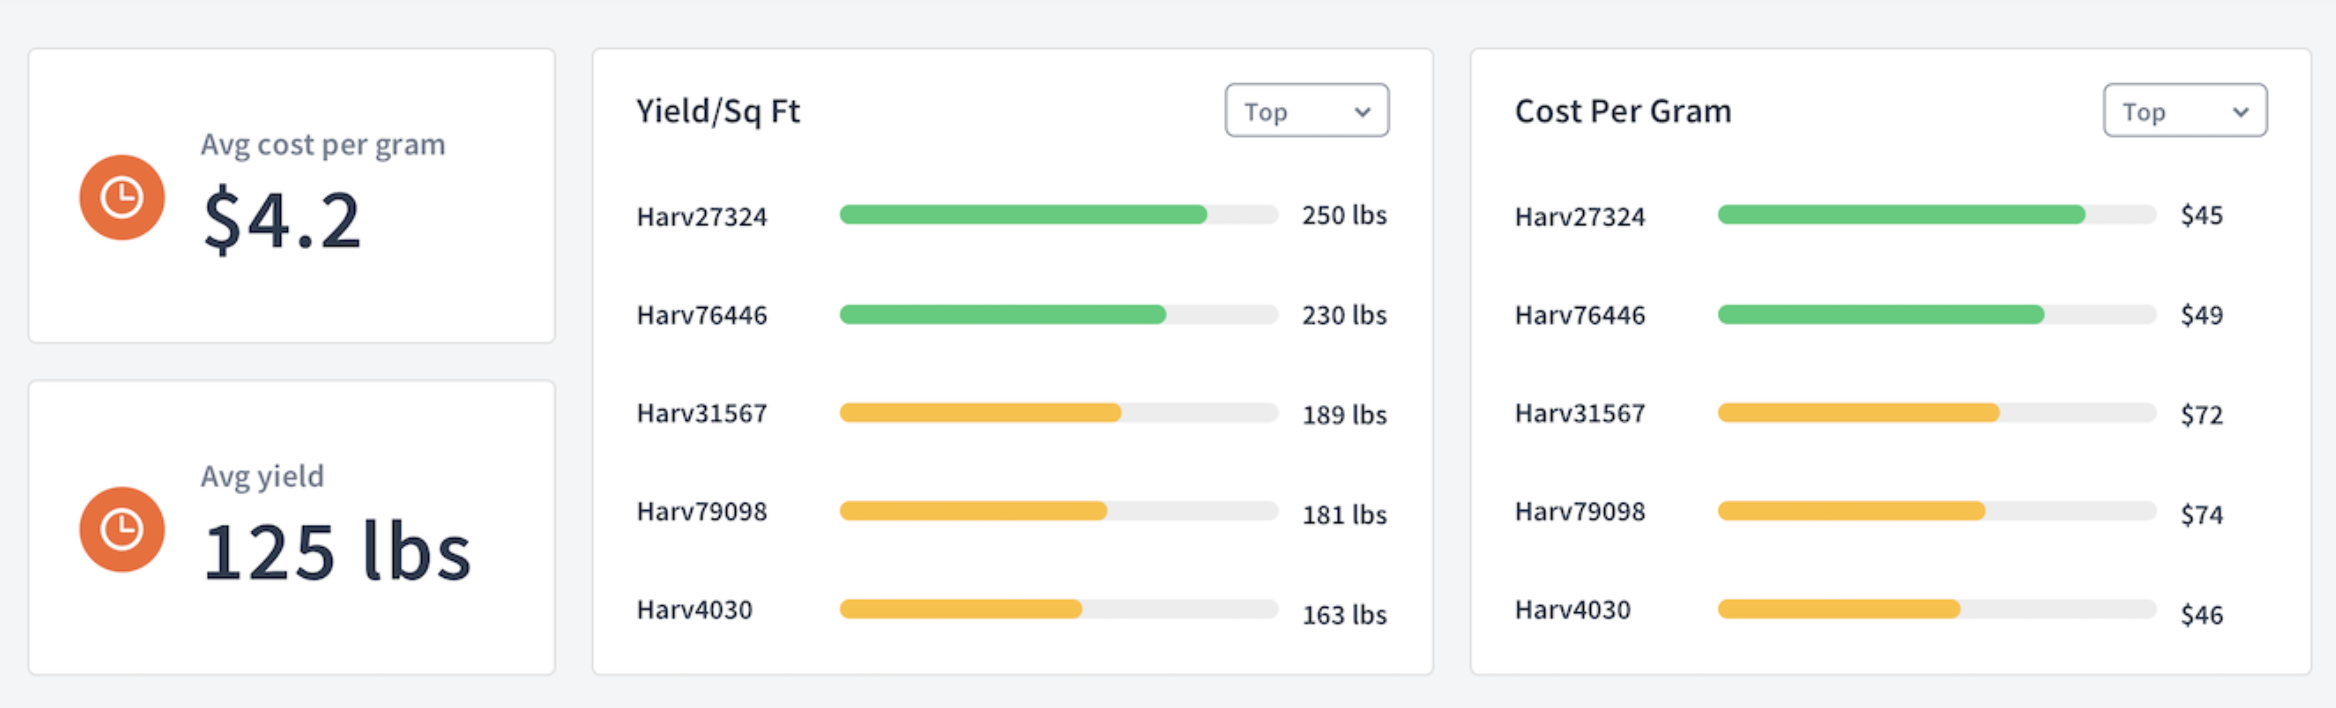 Avg cost per gram
$4.2
Avg yield
125 lbs
Yield/Sq Ft
Top
Harv27324
250 lbs
Harv76446
230 lbs
Harv31567
189 lbs
Harv79098
181 lbs
Harv4030
163 lbs
Cost Per Gram
Top
Harv27324
$45
Harv76446
$49
Harv31567
$72
Harv79098
$74
Harv4030
$46